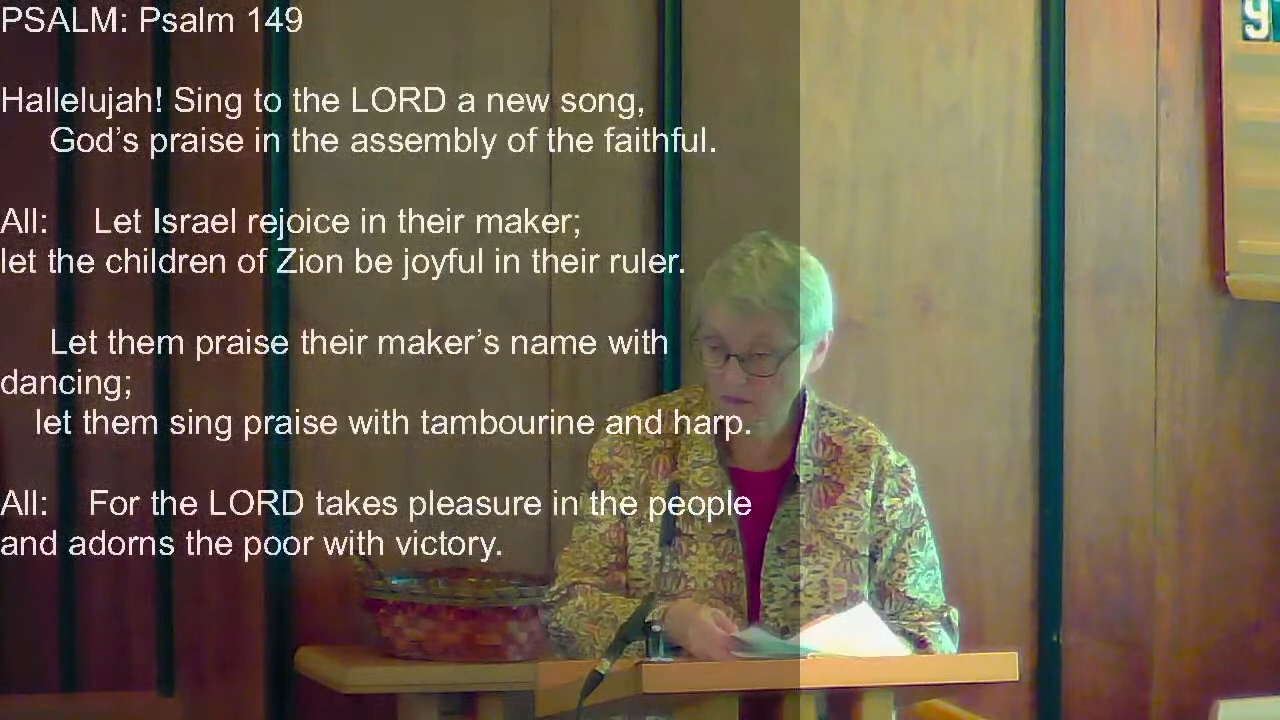 PSALM: Psalm 149
Hallelujah! Sing to the LORD a new song,
God’s praise in the assembly of the faithful.
All: Let Israel rejoice in their maker;
let the children of Zion be joyful in their ruler.
Let them praise their maker’s name with
dancing;
let them sing praise with tambourine and harp.
All: For the LORD takes pleasure in the people
and adorns the poor with victory.
9